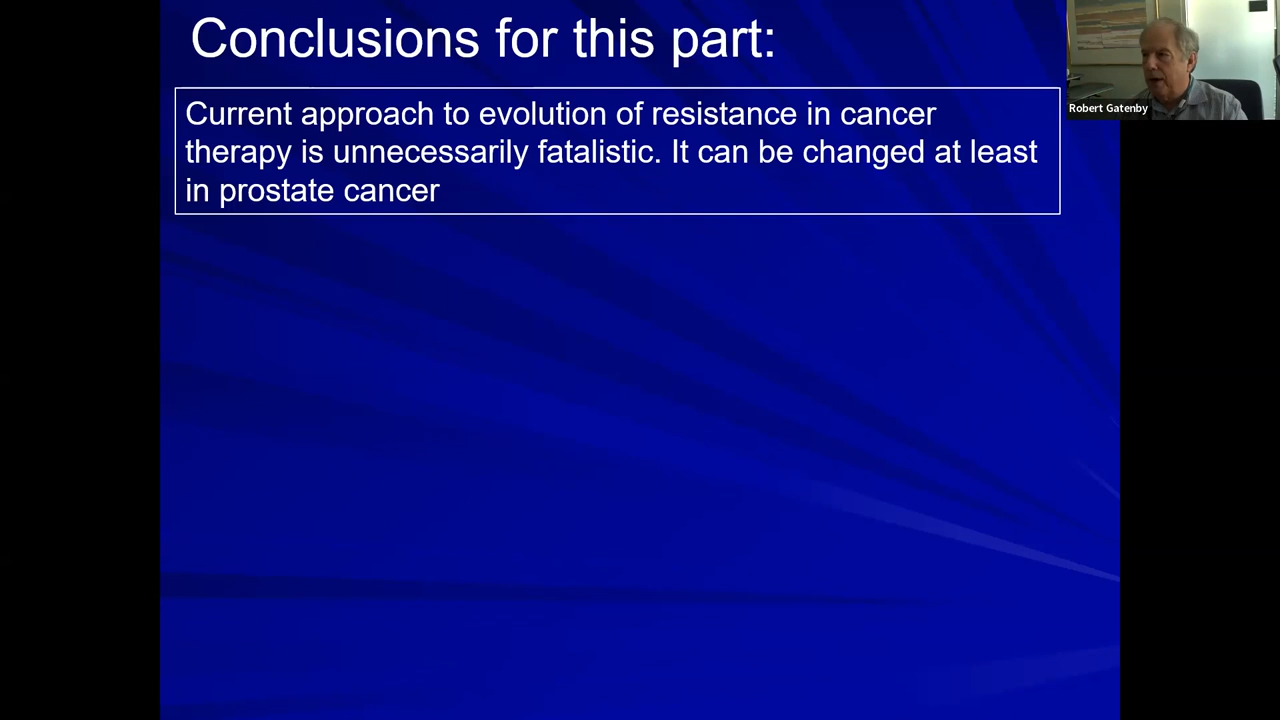 Conclusions for this part:
Robert Gatenby
Current approach to evolution of resistance in cancer
therapy is unnecessarily fatalistic. It can be changed at least
in prostate cancer